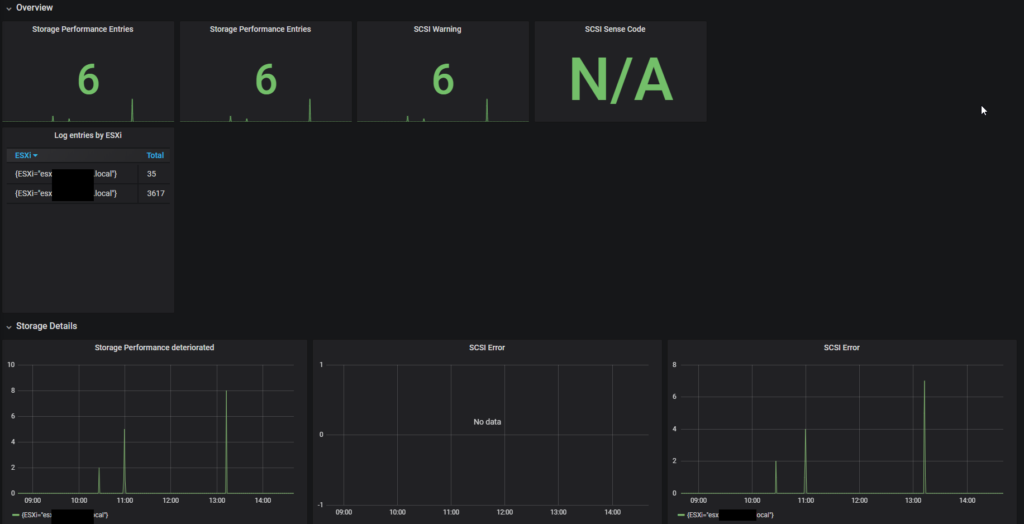 Overview
Storage Performance Entries
6
Storage Performance Entries
6
SCSI Warning
6
SCSI Sense Code
N/A
Log entries by ESXi
ESXi Total
{ESXi="esx .local"} 35
{ESXi="esx .local"} 3617
Storage Details
Storage Performance deteriorated
10
8
6
4
2
0
09:00 10:00 11:00 12:00 13:00 14:00
{ESXi="esx ocal"}
SCSI Error
1
No data
0
-1
09:00 10:00 11:00 12:00 13:00 14:00
SCSI Error
8
6
4
2
0
09:00 10:00 11:00 12:00 13:00 14:00
{ESXi="esx ocal"}